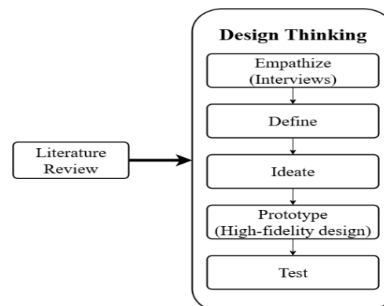 Design Thinking
Empathize
(Interviews)
Define
Literature
Review
Ideate
Prototype
(High-fidelity design)
Test